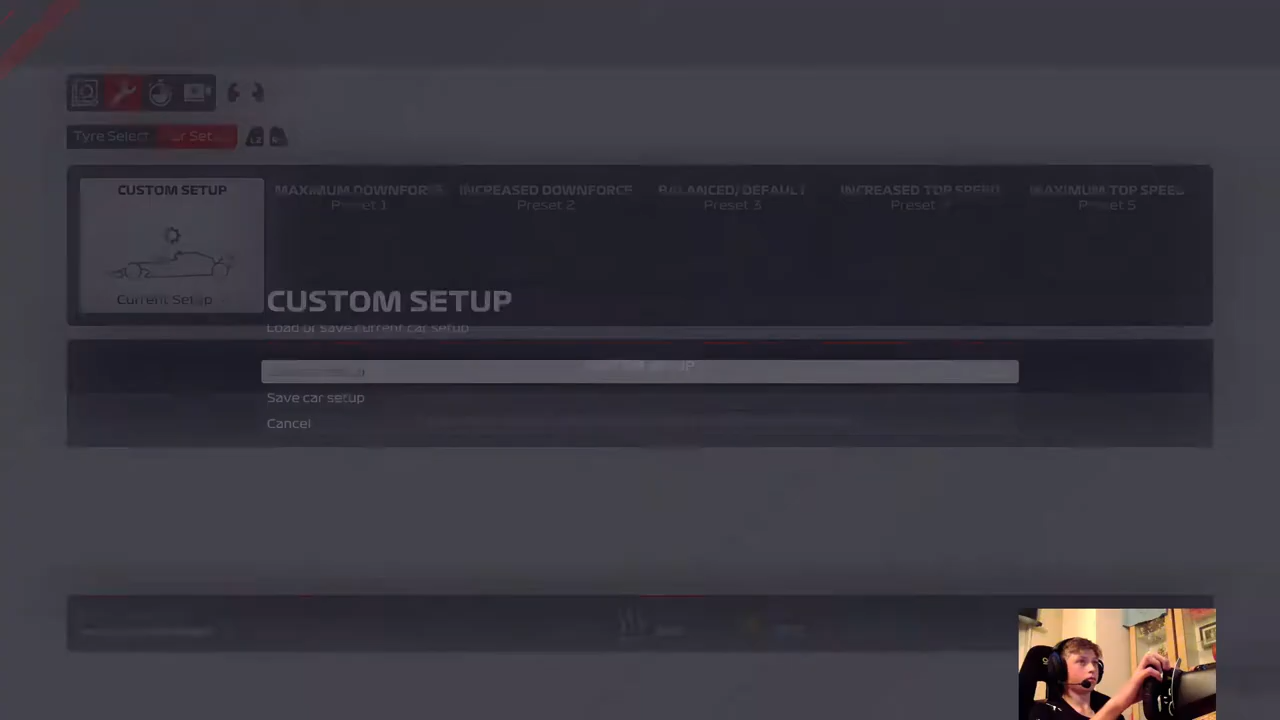 Tyre Select
CUSTOM SETUP
Current Setup
MAXIMUM DOWNFORCE
Preset 1
INCREASED DOWNFORCE
Preset 2
BALANCED/DEFAULT
Preset 3
INCREASED TOP SPEED
Preset
MAXIMUM TOP SPEED
Preset 5
CUSTOM SETUP
Load or save current car setup
Save car setup
Cancel